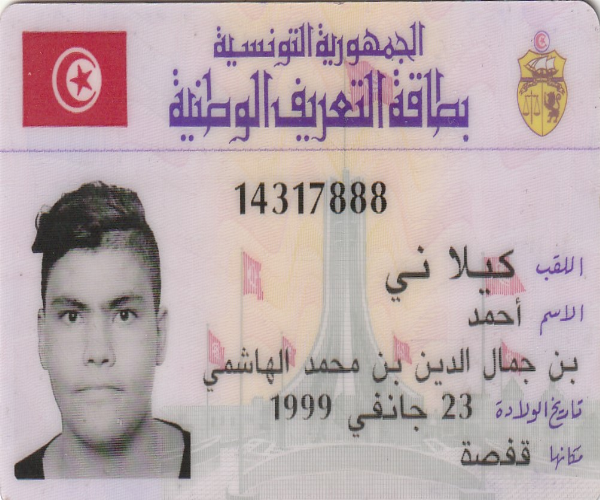 الجمهورية التونسية
بطاقة التعريف الوطنية
14317888
اللقب كيلا ني
الاسم أحمد
بن جمال الدين بن محمد الهاشمي
تاريخ الولادة 23 جانفي 1999
مكانها قفصة